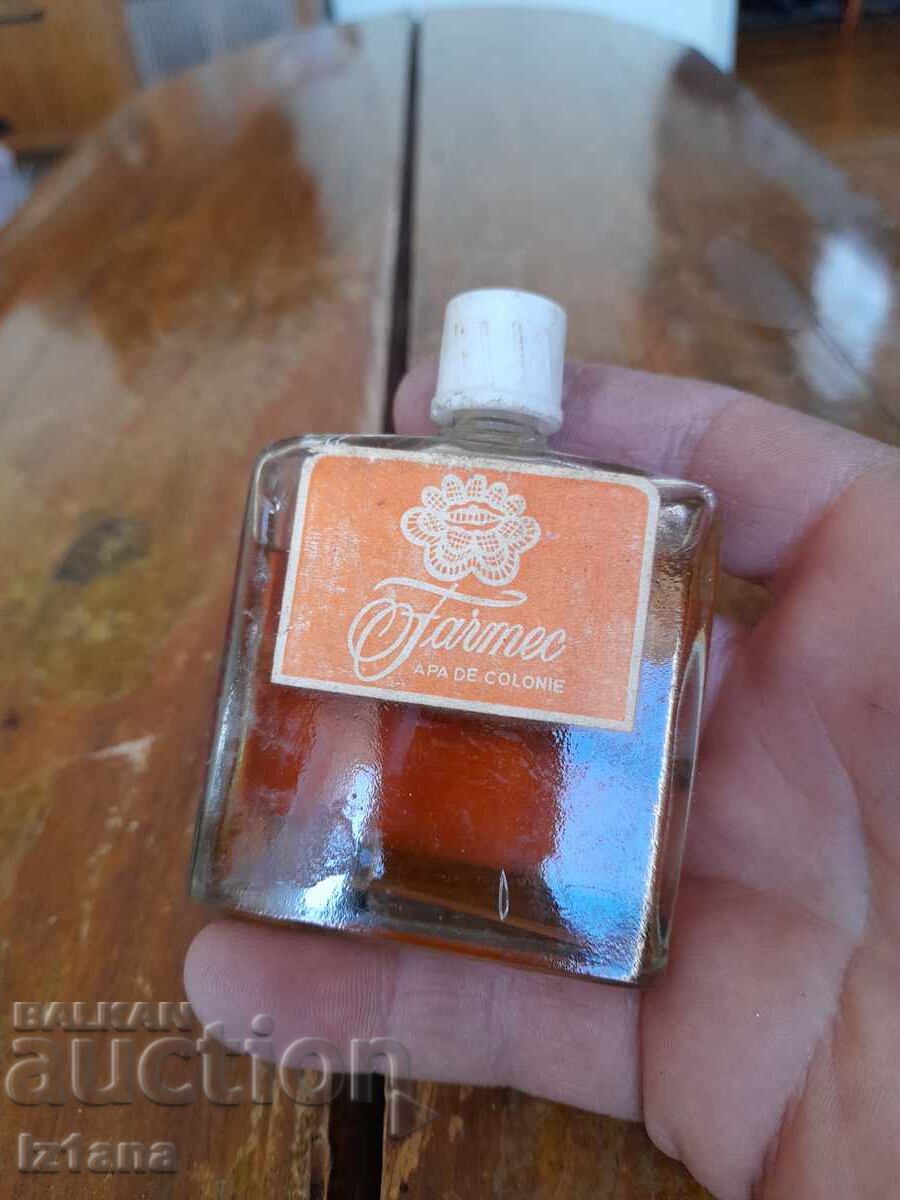 Farmec
APA DE COLONIE
BALKAN
auction
Iz1ana